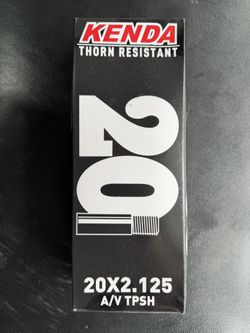 KENDA
THORN RESISTANT
20
20X2.125
A/V TPSH